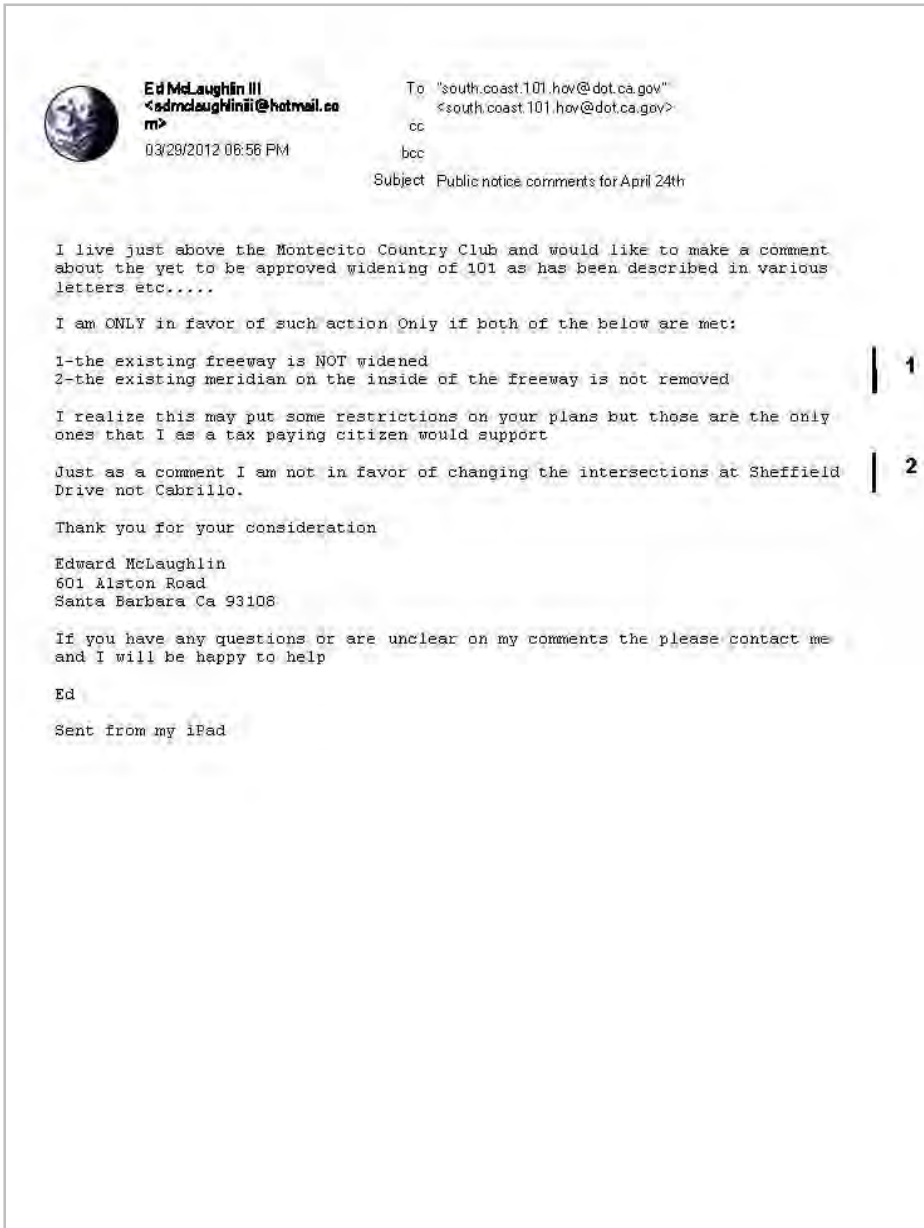 Ed McLaughlin III
<edmclaughliniii@hotmail.co
m>
03/29/2012 06:56 PM
To "south.coast.101.hov@dot.ca.gov"
<south.coast.101.hov@dot.ca.gov>
cc
bcc
Subject Public notice comments for April 24th
I live just above the Montecito Country Club and would like to make a comment
about the yet to be approved widening of 101 as has been described in various
letters etc.....
I am ONLY in favor of such action Only if both of the below are met:
1-the existing freeway is NOT widened
2-the existing meridian on the inside of the freeway is not removed
1
I realize this may put some restrictions on your plans but those are the only
ones that I as a tax paying citizen would support
Just as a comment I am not in favor of changing the intersections at Sheffield
Drive not Cabrillo.
2
Thank you for your consideration
Edward McLaughlin
601 Alston Road
Santa Barbara Ca 93108
If you have any questions or are unclear on my comments the please contact me
and I will be happy to help
Ed
Sent from my iPad